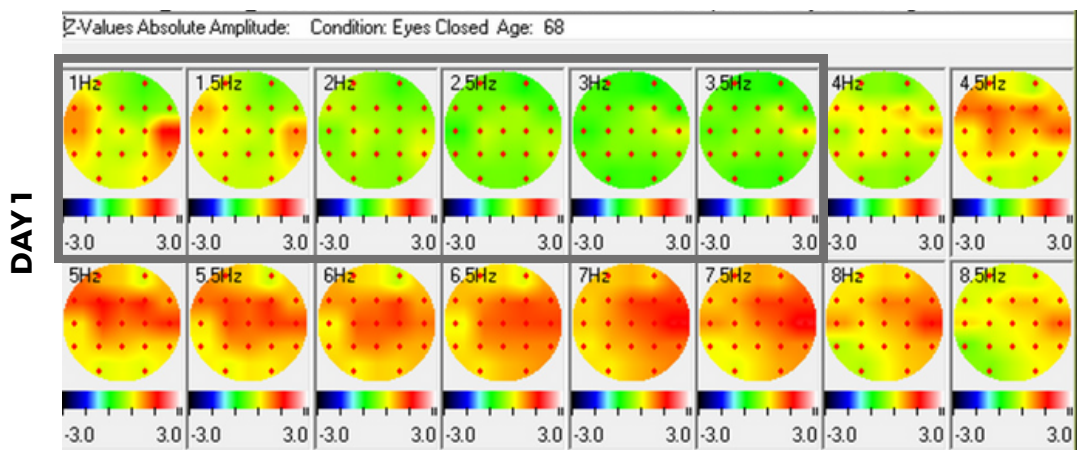 Z-Values Absolute Amplitude: Condition: Eyes Closed Age: 68
DAY 1
1Hz 1.5Hz 2Hz 2.5Hz 3Hz 3.5Hz 4Hz 4.5Hz
-3.0 3.0 -3.0 3.0 -3.0 3.0 -3.0 3.0 -3.0 3.0 -3.0 3.0 -3.0 3.0 -3.0 3.0
5Hz 5.5Hz 6Hz 6.5Hz 7Hz 7.5Hz 8Hz 8.5Hz
-3.0 3.0 -3.0 3.0 -3.0 3.0 -3.0 3.0 -3.0 3.0 -3.0 3.0 -3.0 3.0 -3.0 3.0